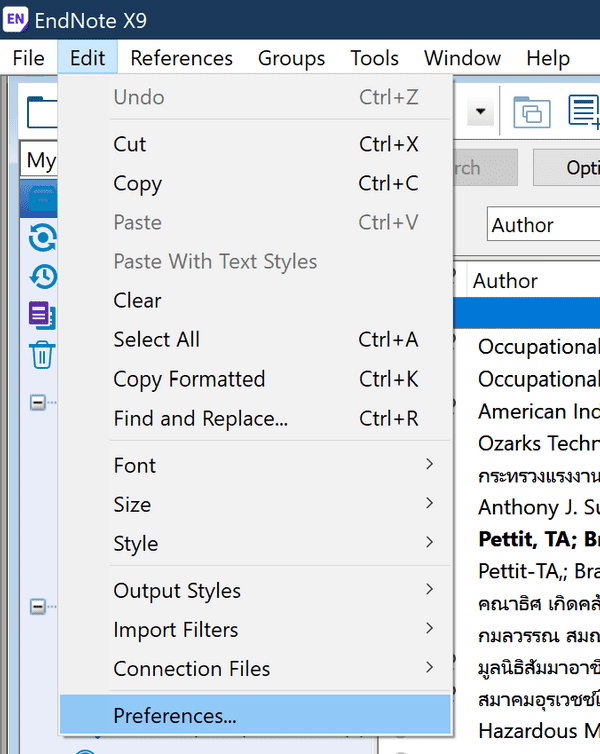 EN EndNote X9
File Edit References Groups Tools Window Help
Undo Ctrl+Z
Cut Ctrl+X
Copy Ctrl+C
Paste Ctrl+V
Paste With Text Styles
Clear
Select All Ctrl+A
Copy Formatted Ctrl+K
Find and Replace... Ctrl+R
Font
Size
Style
Output Styles
Import Filters
Connection Files
Preferences...
My
rch Opti
Author
Author
Occupational
Occupational
American Ind
Ozarks Techn
กระทรวงแรงงาน
Anthony J. Su
Pettit, TA; Br
Pettit-TA,; Bra
คณาธิศ เกิดคล้
กมลวรรณ สมณ
มูลนิธิสัมมาอาชี
สมาคมอุรเวชช์
Hazardous M